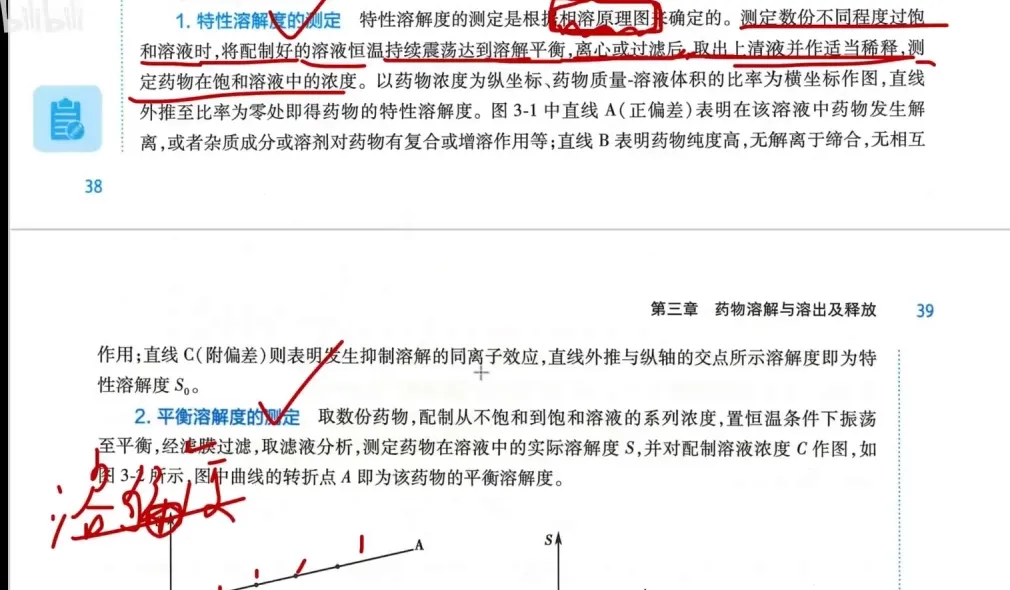 bilibili
1. 特性溶解度的测定 特性溶解度的测定是根据相溶原理图来确定的。测定数份不同程度过饱
和溶液时,将配制好的溶液恒温持续震荡达到溶解平衡,离心或过滤后,取出上清液并作适当稀释,测
定药物在饱和溶液中的浓度。以药物浓度为纵坐标、药物质量-溶液体积的比率为横坐标作图,直线
外推至比率为零处即得药物的特性溶解度。图 3-1 中直线 A(正偏差)表明在该溶液中药物发生解
离,或者杂质成分或溶剂对药物有复合或增溶作用等;直线 B 表明药物纯度高,无解离于缔合,无相互
38
第三章 药物溶解与溶出及释放 39
作用;直线 C(附偏差)则表明发生抑制溶解的同离子效应,直线外推与纵轴的交点所示溶解度即为特
性溶解度 S₀。
2. 平衡溶解度的测定 取数份药物,配制从不饱和到饱和溶液的系列浓度,置恒温条件下振荡
至平衡,经滤膜过滤,取滤液分析,测定药物在溶液中的实际溶解度 S,并对配制溶液浓度 C 作图,如
图 3-2 所示,图中曲线的转折点 A 即为该药物的平衡溶解度。
A
S